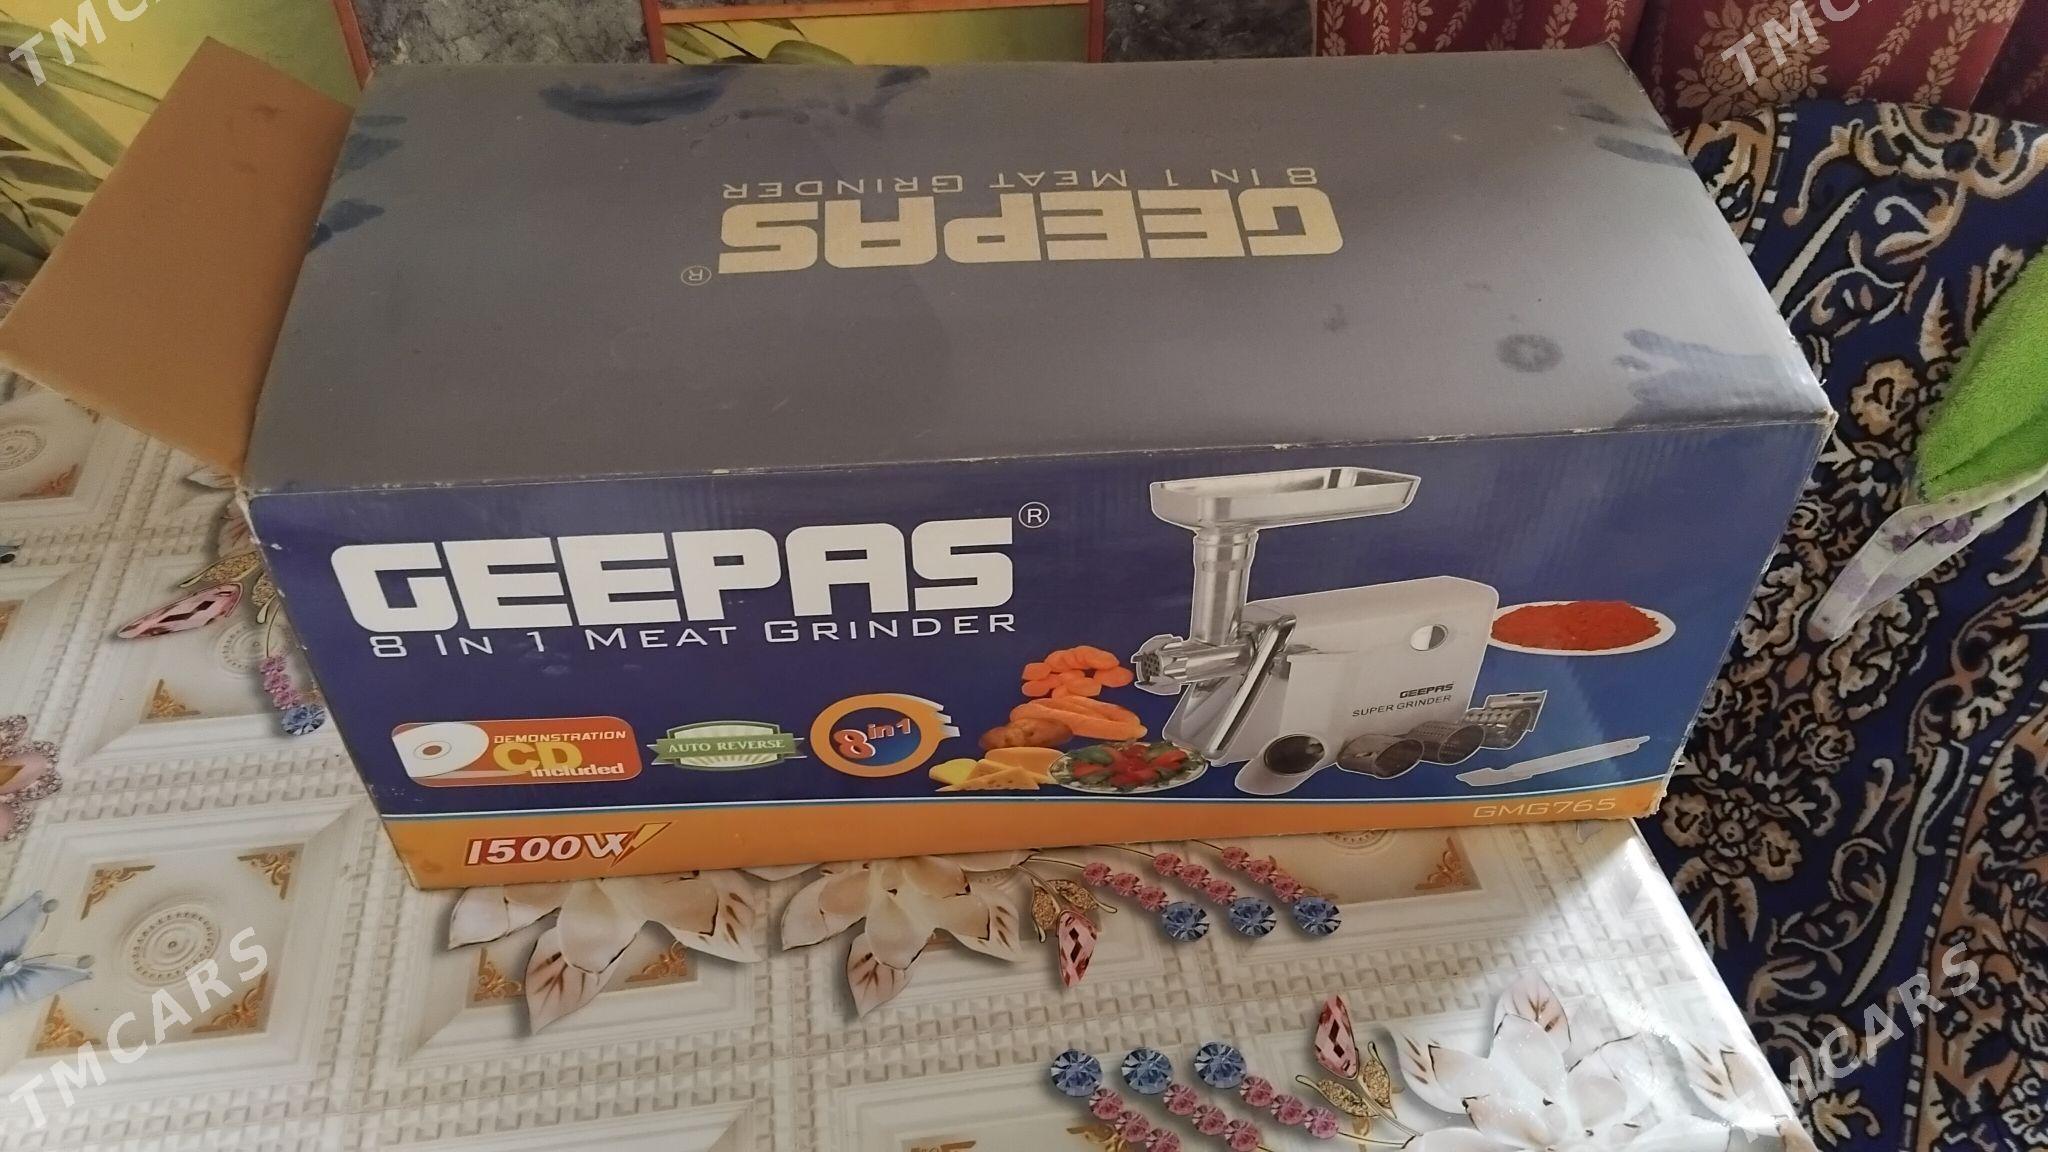 TMCARS
TMCARS
8 IN 1 MEAT GRINDER
GEEPAS®
GEEPAS®
8 IN 1 MEAT GRINDER
GEEPAS
SUPER GRINDER
DEMONSTRATION
CD
included
AUTO REVERSE
8 in 1
GMG765
1500W
TMCARS
TMCARS